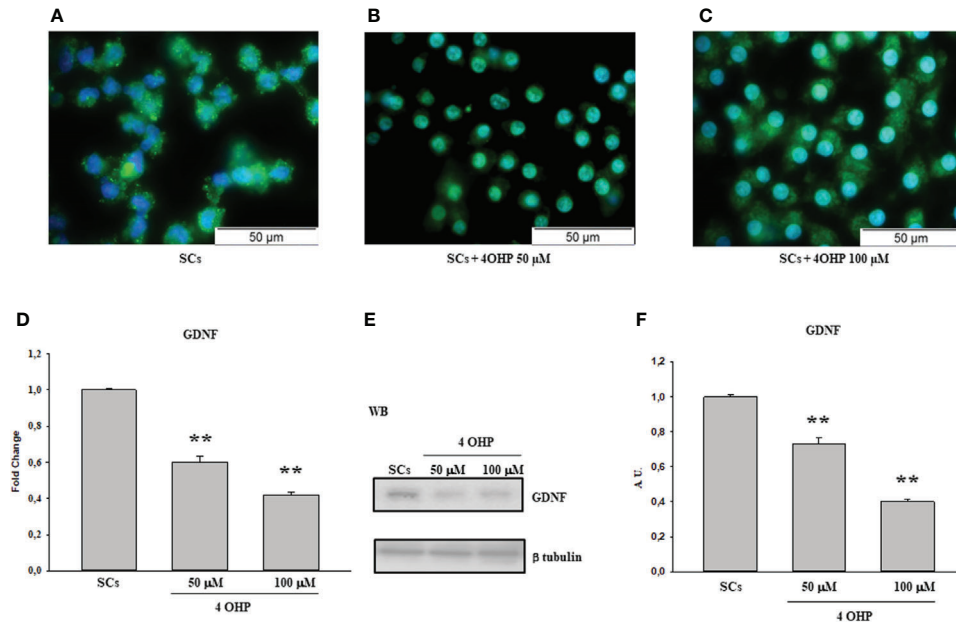 A
B
C
50 µm
50 µm
50 µm
SCs
SCs + 4OHP 50 µM
SCs + 4OHP 100 µM
D
GDNF
1,2
1,0
0,8
0,6
0,4
0,2
0,0
Fold Change
**
**
SCs
50 µM
100 µM
4 OHP
E
WB
4 OHP
SCs
50 µM
100 µM
GDNF
β tubulin
F
GDNF
1,2
1,0
0,8
0,6
0,4
0,2
0,0
A.U.
**
**
SCs
50 µM
100 µM
4 OHP